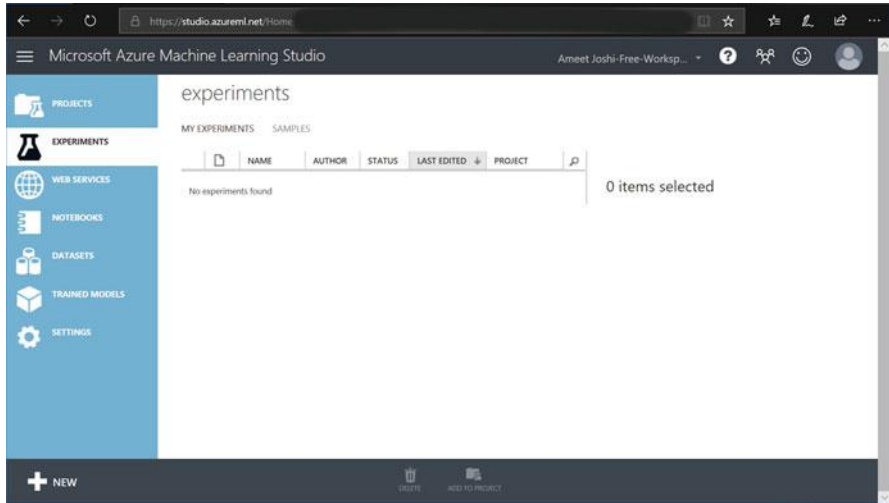 https://studio.azureml.net/Home
Microsoft Azure Machine Learning Studio
Ameet Joshi-Free-Worksp...
?
PROJECTS
EXPERIMENTS
WEB SERVICES
NOTEBOOKS
DATASETS
TRAINED MODELS
SETTINGS
experiments
MY EXPERIMENTS SAMPLES
NAME AUTHOR STATUS LAST EDITED PROJECT
No experiments found
0 items selected
NEW
DELETE ADD TO PROJECT